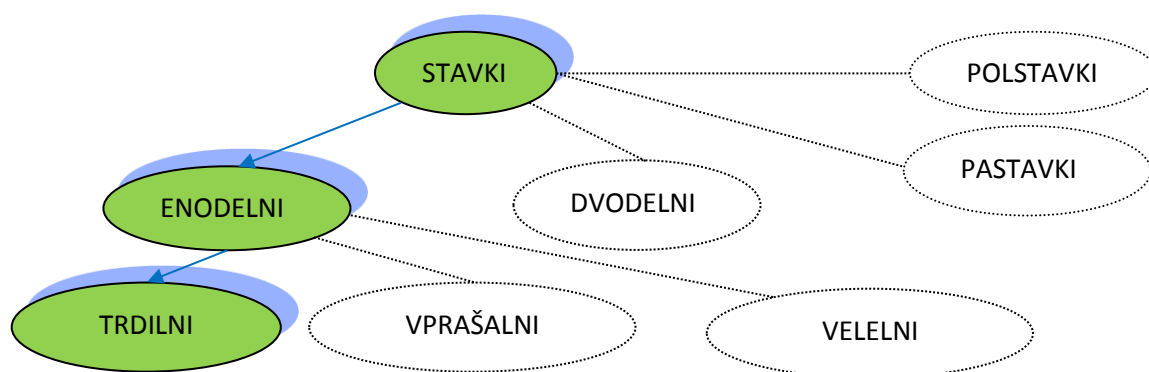 STAVKI
POLSTAVKI
PASTAVKI
ENODELNI
DVODELNI
TRDILNI
VPRAŠALNI
VELELNI